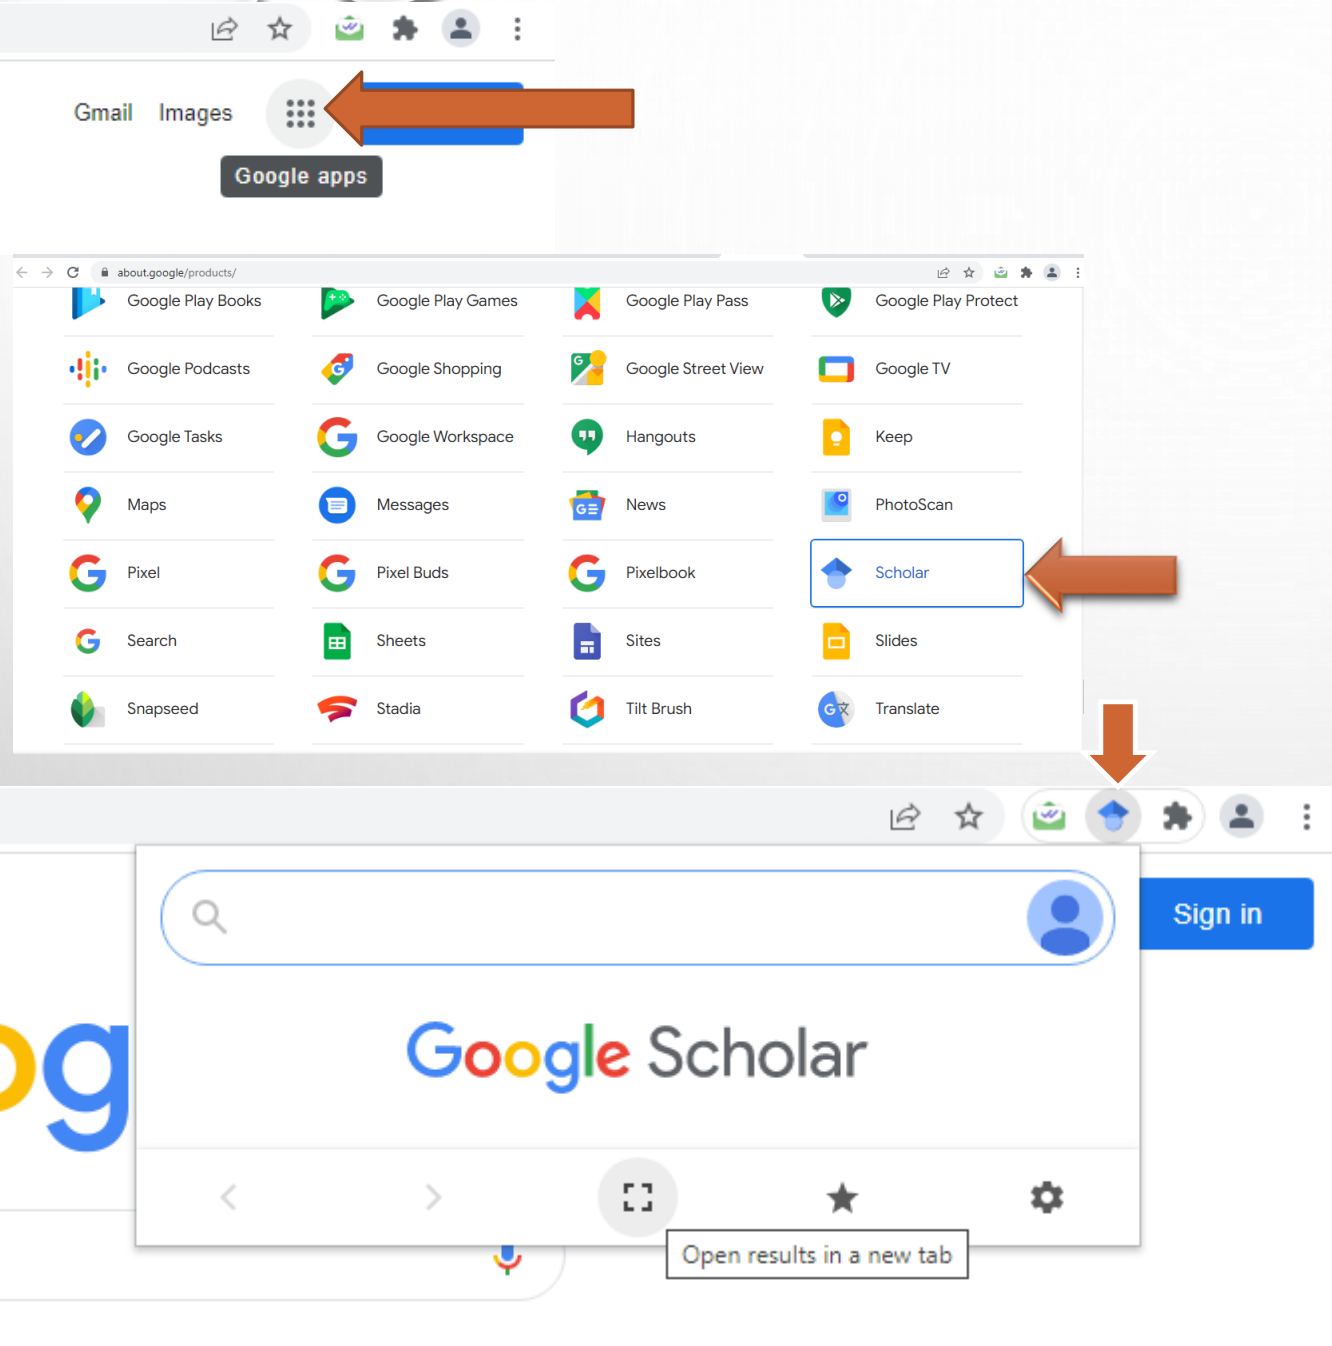 Gmail Images
Google apps
about.google/products/
Google Play Books Google Play Games Google Play Pass Google Play Protect
Google Podcasts Google Shopping Google Street View Google TV
Google Tasks Google Workspace Hangouts Keep
Maps Messages News PhotoScan
Pixel Pixel Buds Pixelbook Scholar
Search Sheets Sites Slides
Snapseed Stadia Tilt Brush Translate
Sign in
og
Google Scholar
Open results in a new tab